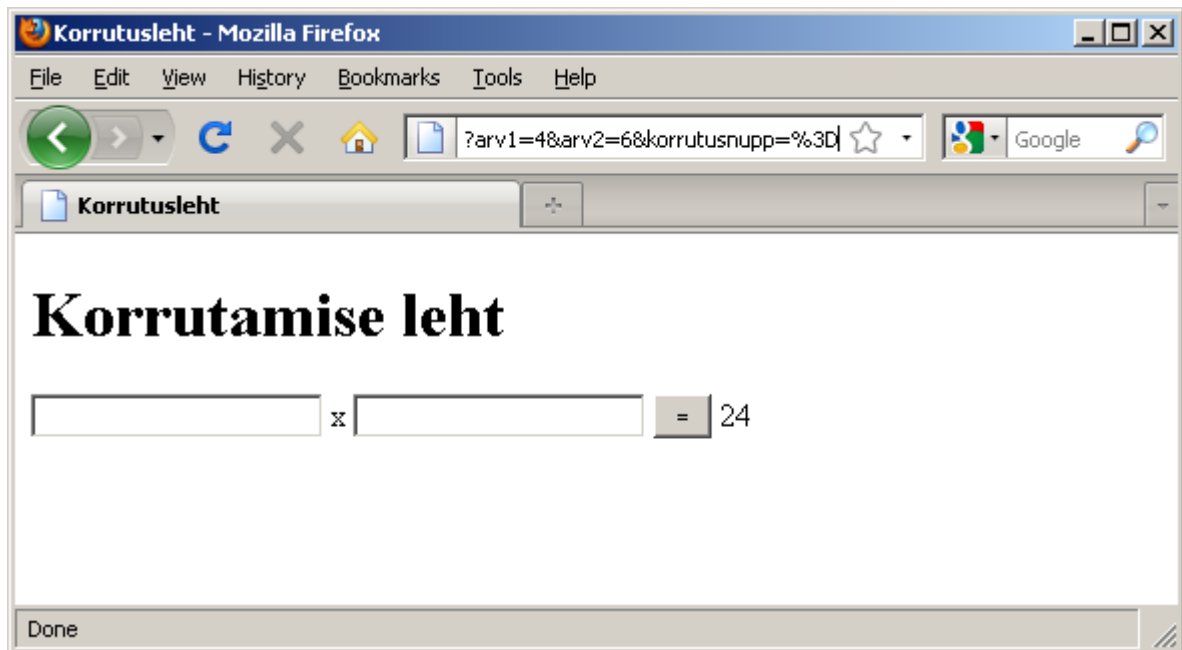 Korrutusleht - Mozilla Firefox
File Edit View History Bookmarks Tools Help
?arv1=4&arv2=6&korrutusnupp=%3D Google
Korrutusleht
Korrutamise leht
x = 24
Done